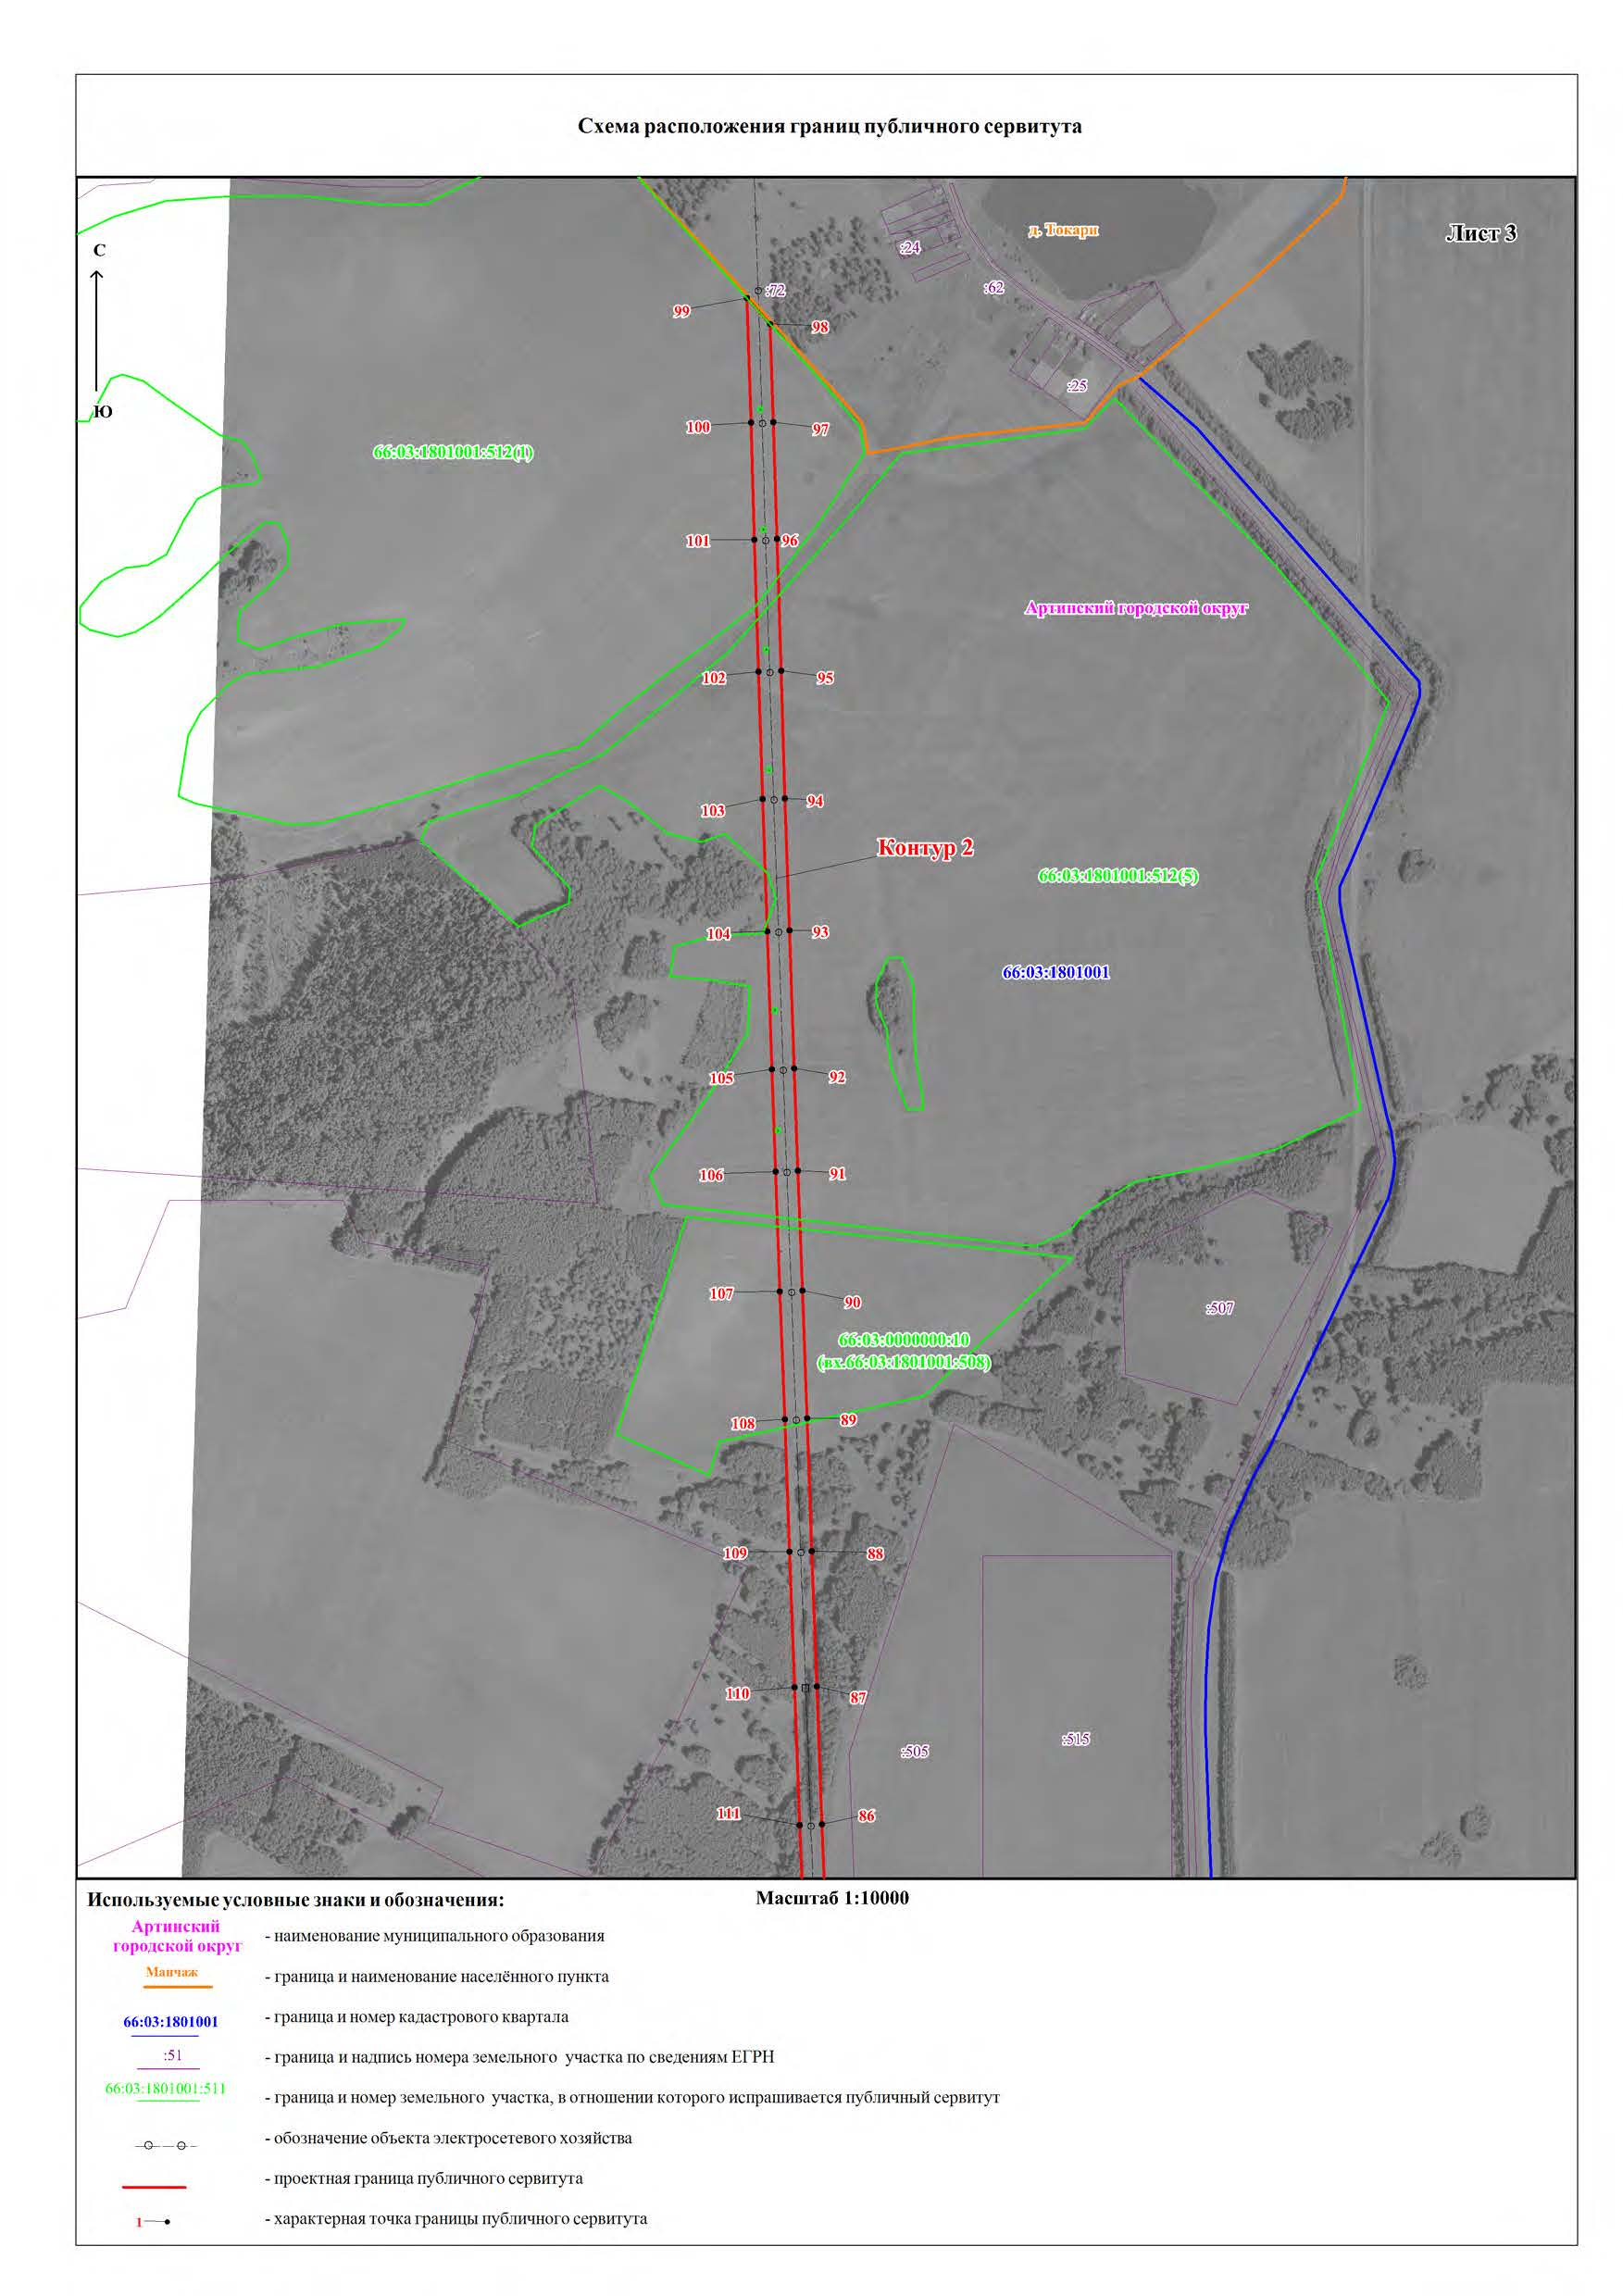 Схема расположения границ публичного сервитута
Лист 3
С
Ю
д. Токари
:24
:62
:72
:25
99
98
100
97
66:03:1801001:512(1)
101
96
Артинский городской округ
102
95
103
94
Контур 2
66:03:1801001:512(5)
104
93
66:03:1801001
105
92
106
91
107
90
:507
66:03:0000000:10
(вх.66:03:1801001:508)
108
89
109
88
110
87
:505
:515
111
86
Используемые условные знаки и обозначения:
Масштаб 1:10000
Артинский
городской округ
- наименование муниципального образования
Манчаж
- граница и наименование населённого пункта
66:03:1801001
- граница и номер кадастрового квартала
:51
- граница и надпись номера земельного участка по сведениям ЕГРН
66:03:1801001:511
- граница и номер земельного участка, в отношении которого испрашивается публичный сервитут
- обозначение объекта электросетевого хозяйства
- проектная граница публичного сервитута
1
- характерная точка границы публичного сервитута